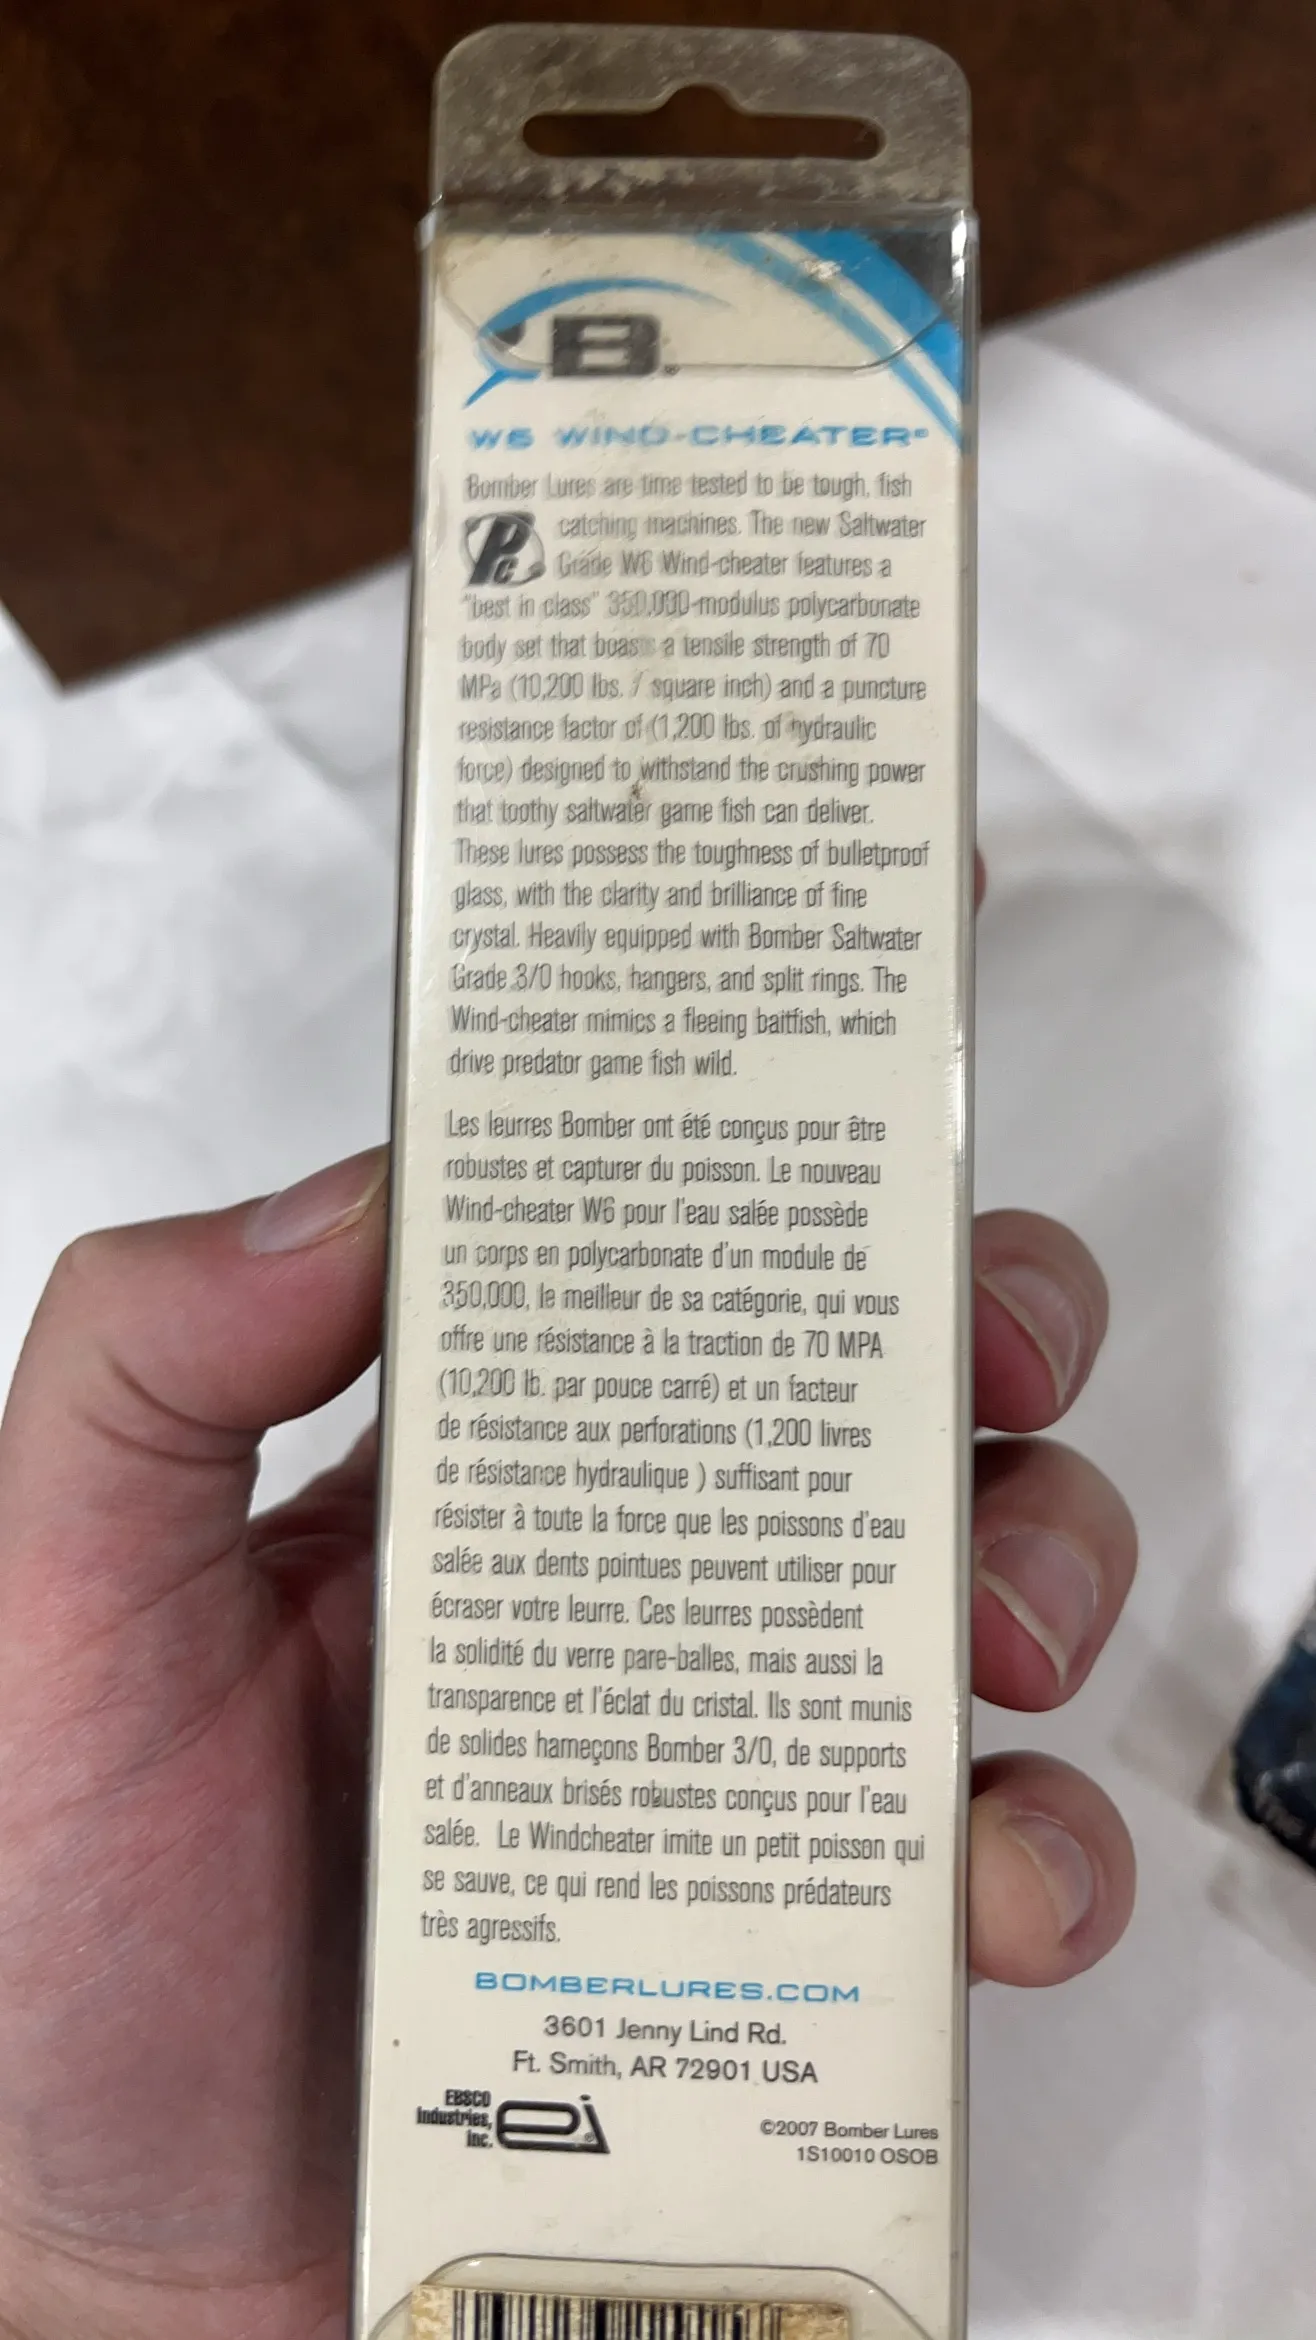 B®
W6 WIND-CHEATER®
Bomber Lures are time tested to be tough, fish
Pc catching machines. The new Saltwater
Grade W6 Wind-cheater features a
"best in class" 350,000-modulus polycarbonate
body set that boasts a tensile strength of 70
MPa (10,200 lbs. / square inch) and a puncture
resistance factor of (1,200 lbs. of hydraulic
force) designed to withstand the crushing power
that toothy saltwater game fish can deliver.
These lures possess the toughness of bulletproof
glass, with the clarity and brilliance of fine
crystal. Heavily equipped with Bomber Saltwater
Grade 3/0 hooks, hangers, and split rings. The
Wind-cheater mimics a fleeing baitfish, which
drive predator game fish wild.
Les leurres Bomber ont été conçus pour être
robustes et capturer du poisson. Le nouveau
Wind-cheater W6 pour l'eau salée possède
un corps en polycarbonate d'un module de
350,000, le meilleur de sa catégorie, qui vous
offre une résistance à la traction de 70 MPA
(10,200 lb. par pouce carré) et un facteur
de résistance aux perforations (1,200 livres
de résistance hydraulique ) suffisant pour
résister à toute la force que les poissons d'eau
salée aux dents pointues peuvent utiliser pour
écraser votre leurre. Ces leurres possèdent
la solidité du verre pare-balles, mais aussi la
transparence et l'éclat du cristal. Ils sont munis
de solides hameçons Bomber 3/0, de supports
et d'anneaux brisés robustes conçus pour l'eau
salée. Le Windcheater imite un petit poisson qui
se sauve, ce qui rend les poissons prédateurs
très agressifs.
BOMBERLURES.COM
3601 Jenny Lind Rd.
Ft. Smith, AR 72901 USA
EBSCO
Industries,
Inc.
ei®
©2007 Bomber Lures
1S10010 OSOB